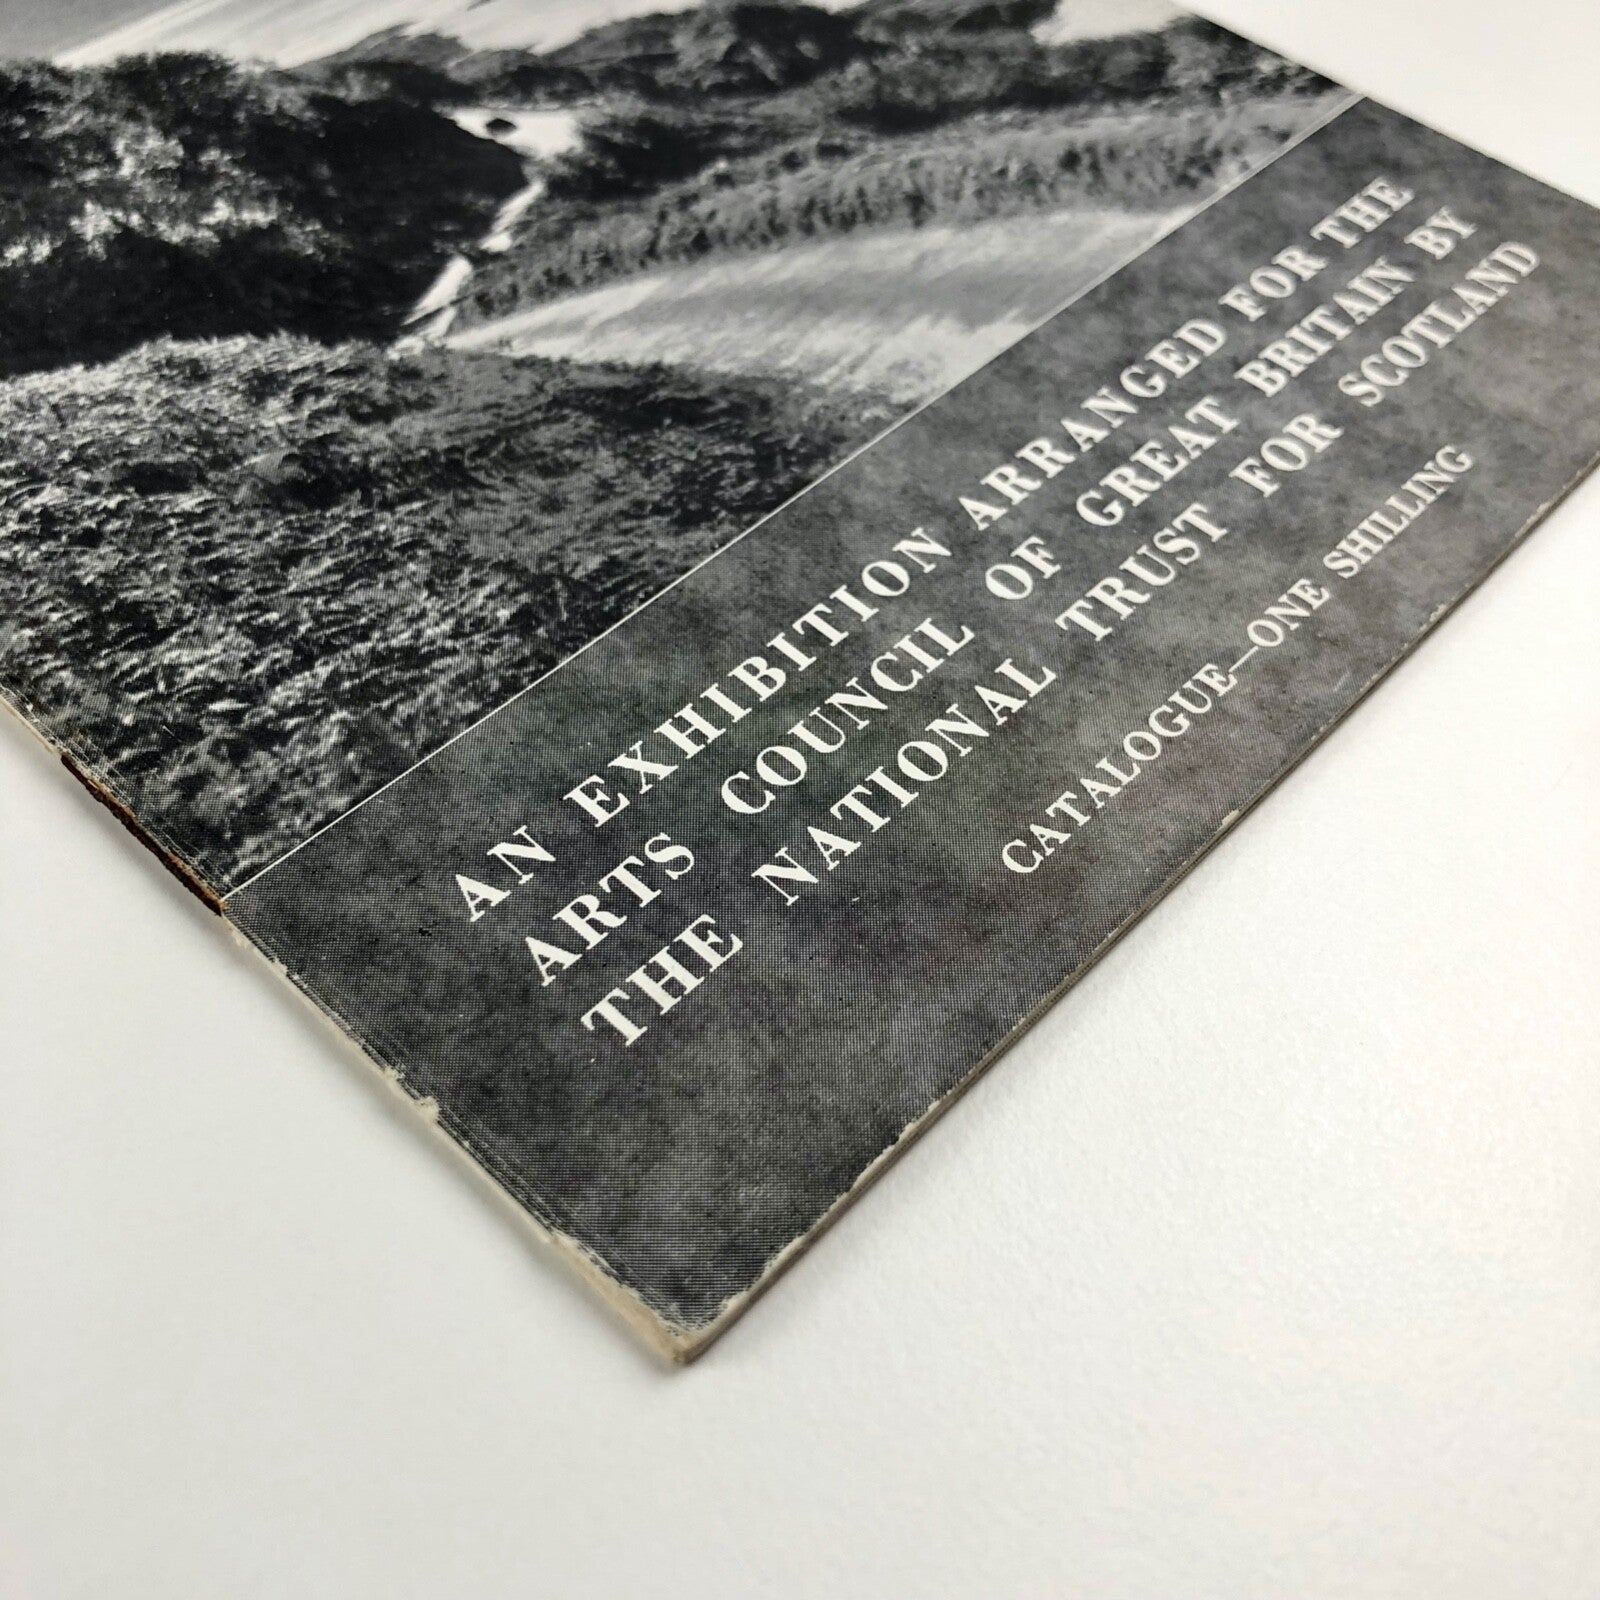 AN EXHIBITION ARRANGED FOR THE
ARTS COUNCIL OF GREAT BRITAIN BY
THE NATIONAL TRUST FOR SCOTLAND
CATALOGUE—ONE SHILLING